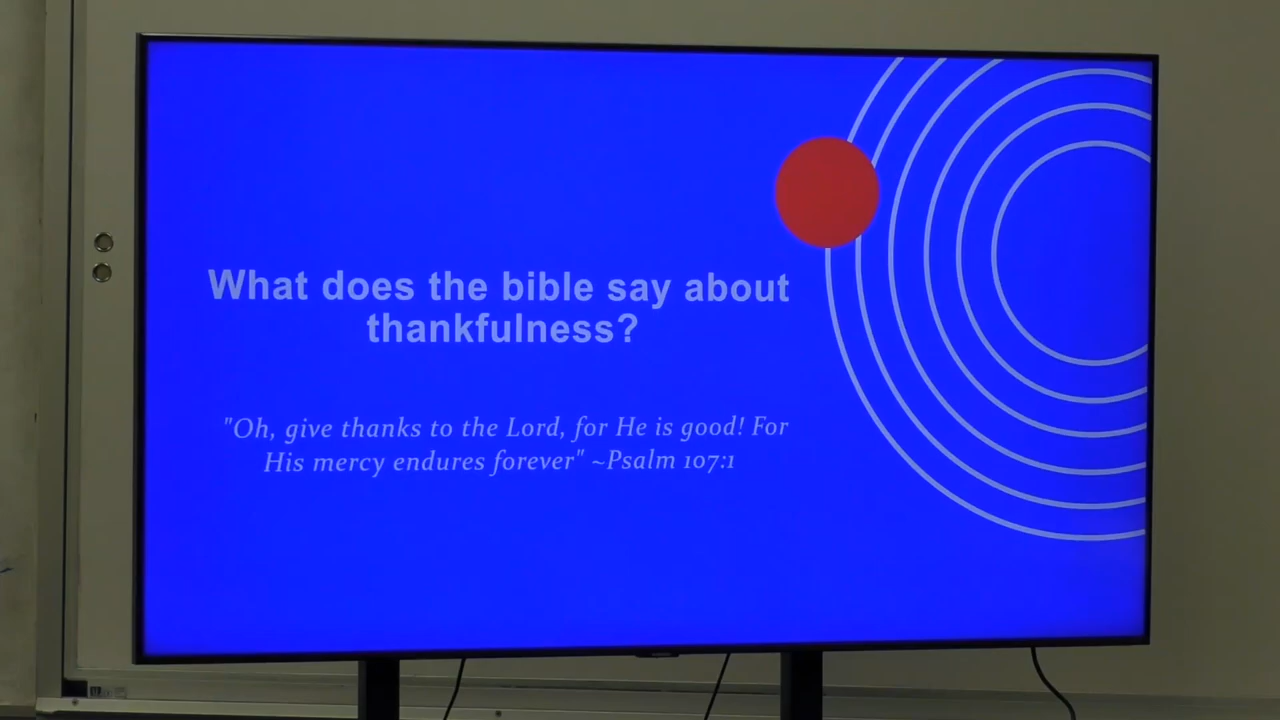 What does the bible say about
thankfulness?
"Oh, give thanks to the Lord, for He is good! For
His mercy endures forever" ~Psalm 107:1